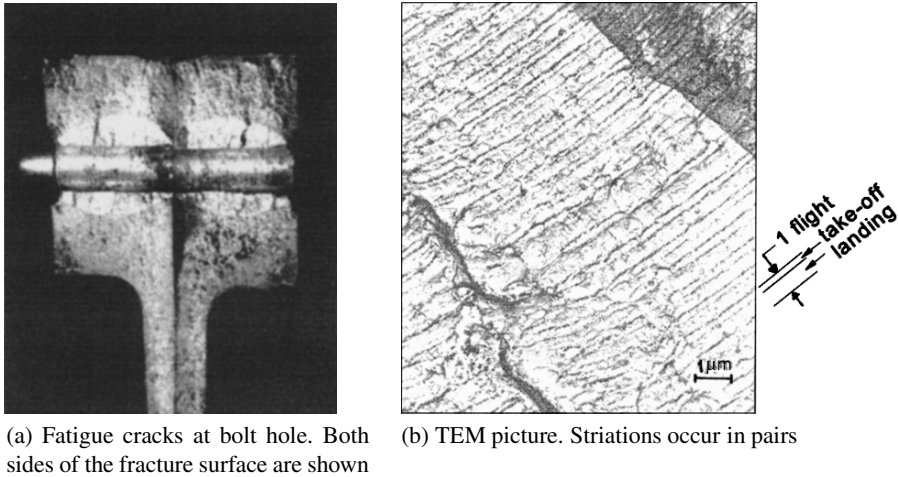 1 flight
take-off
landing
1µm
(a) Fatigue cracks at bolt hole. Both
sides of the fracture surface are shown
(b) TEM picture. Striations occur in pairs